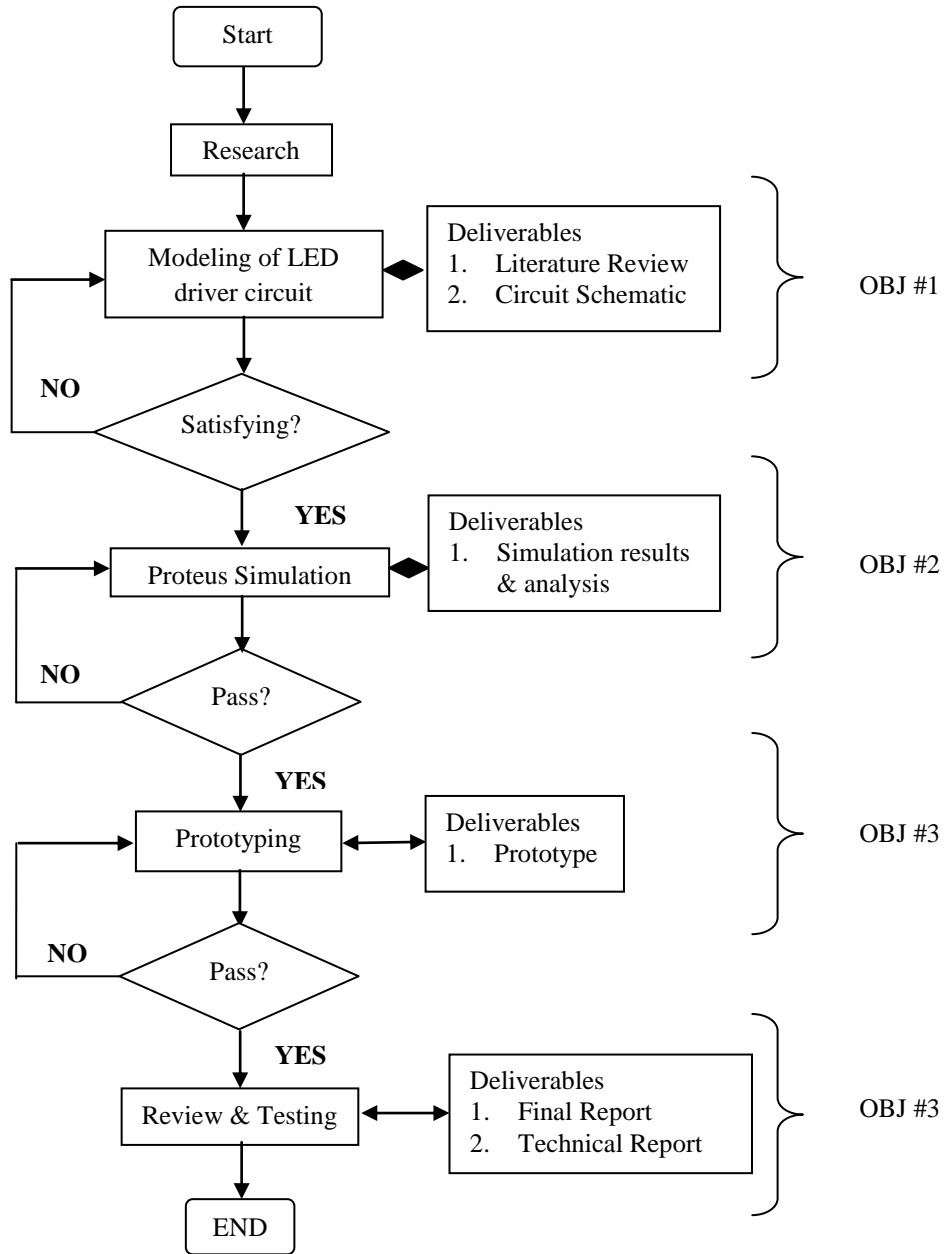 Start
Research
Modeling of LED
driver circuit
Deliverables
1. Literature Review
2. Circuit Schematic
OBJ #1
NO
Satisfying?
YES
Deliverables
1. Simulation results
& analysis
OBJ #2
Proteus Simulation
NO
Pass?
YES
Prototyping
Deliverables
1. Prototype
OBJ #3
NO
Pass?
YES
Review & Testing
Deliverables
1. Final Report
2. Technical Report
OBJ #3
END